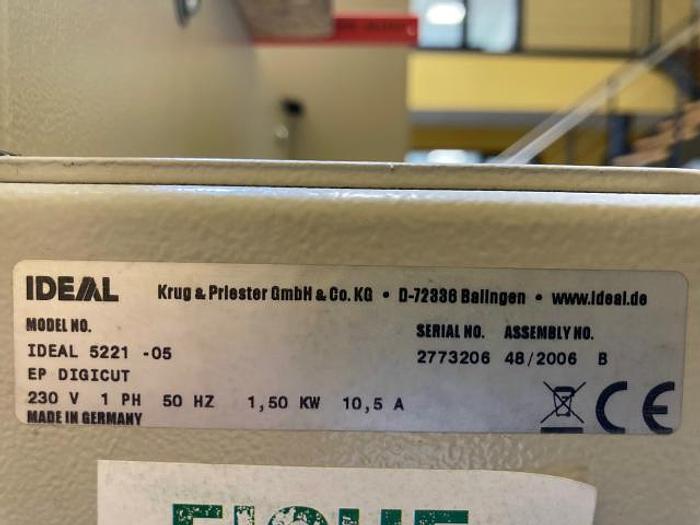 IDEAL Krug & Priester GmbH & Co. KG • D-72336 Balingen • www.ideal.de
MODEL NO. SERIAL NO. ASSEMBLY NO.
IDEAL 5221 -05 2773206 48/2006 B
EP DIGICUT
230 V 1 PH 50 HZ 1,50 KW 10,5 A
MADE IN GERMANY CE